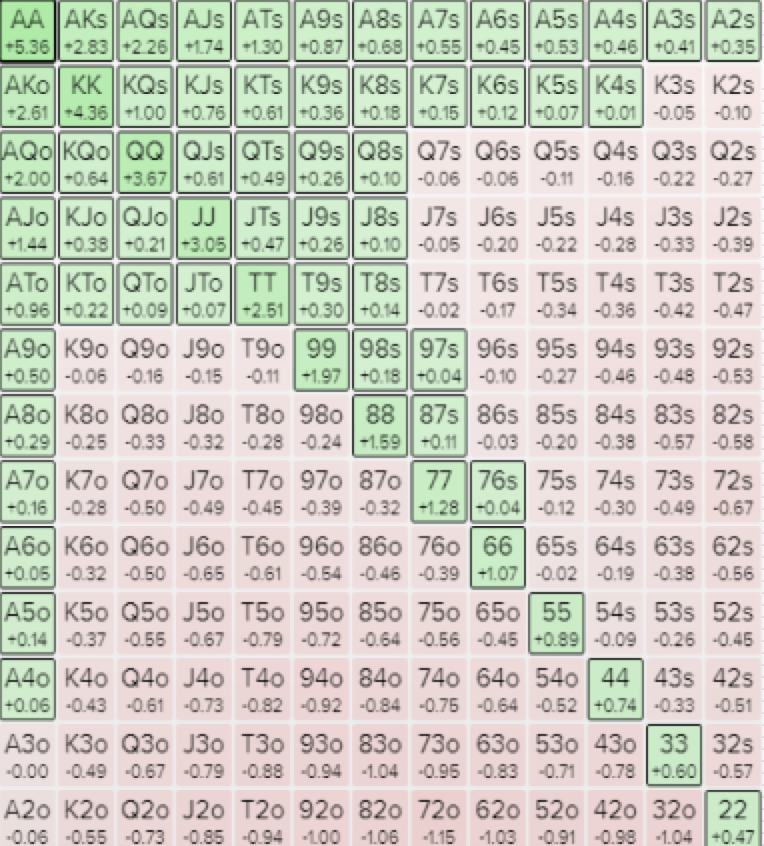 AA AKs AQs AJs ATs A9s A8s A7s A6s A5s A4s A3s A2s
+5.36 +2.83 +2.26 +1.74 +1.30 +0.87 +0.68 +0.55 +0.45 +0.53 +0.46 +0.41 +0.35
AKo KK KQs KJs KTs K9s K8s K7s K6s K5s K4s K3s K2s
+2.61 +4.36 +1.00 +0.76 +0.61 +0.36 +0.18 +0.15 +0.12 +0.07 +0.01 -0.05 -0.10
AQo KQo QQ QJs QTs Q9s Q8s Q7s Q6s Q5s Q4s Q3s Q2s
+2.00 +0.64 +3.67 +0.61 +0.49 +0.26 +0.10 -0.06 -0.06 -0.11 -0.16 -0.22 -0.27
AJo KJo QJo JJ JTs J9s J8s J7s J6s J5s J4s J3s J2s
+1.44 +0.38 +0.21 +3.05 +0.47 +0.26 +0.10 -0.05 -0.20 -0.22 -0.28 -0.33 -0.39
ATo KTo QTo JTo TT T9s T8s T7s T6s T5s T4s T3s T2s
+0.96 +0.22 +0.09 +0.07 +2.51 +0.30 +0.14 -0.02 -0.17 -0.34 -0.36 -0.42 -0.47
A9o K9o Q9o J9o T9o 99 98s 97s 96s 95s 94s 93s 92s
+0.50 -0.06 -0.16 -0.15 -0.11 +1.97 +0.18 +0.04 -0.10 -0.27 -0.46 -0.48 -0.53
A8o K8o Q8o J8o T8o 98o 88 87s 86s 85s 84s 83s 82s
+0.29 -0.25 -0.33 -0.32 -0.28 -0.24 +1.59 +0.11 -0.03 -0.20 -0.38 -0.57 -0.58
A7o K7o Q7o J7o T7o 97o 87o 77 76s 75s 74s 73s 72s
+0.16 -0.28 -0.50 -0.49 -0.45 -0.39 -0.32 +1.28 +0.04 -0.12 -0.30 -0.49 -0.67
A6o K6o Q6o J6o T6o 96o 86o 76o 66 65s 64s 63s 62s
+0.05 -0.32 -0.50 -0.65 -0.61 -0.54 -0.46 -0.39 +1.07 -0.02 -0.19 -0.38 -0.56
A5o K5o Q5o J5o T5o 95o 85o 75o 65o 55 54s 53s 52s
+0.14 -0.37 -0.55 -0.67 -0.79 -0.72 -0.64 -0.56 -0.45 +0.89 -0.09 -0.26 -0.45
A4o K4o Q4o J4o T4o 94o 84o 74o 64o 54o 44 43s 42s
+0.06 -0.43 -0.61 -0.73 -0.82 -0.92 -0.84 -0.75 -0.64 -0.52 +0.74 -0.33 -0.51
A3o K3o Q3o J3o T3o 93o 83o 73o 63o 53o 43o 33 32s
-0.00 -0.49 -0.67 -0.79 -0.88 -0.94 -1.04 -0.95 -0.83 -0.71 -0.78 +0.60 -0.57
A2o K2o Q2o J2o T2o 92o 82o 72o 62o 52o 42o 32o 22
-0.06 -0.55 -0.73 -0.85 -0.94 -1.00 -1.06 -1.15 -1.03 -0.91 -0.98 -1.04 +0.47